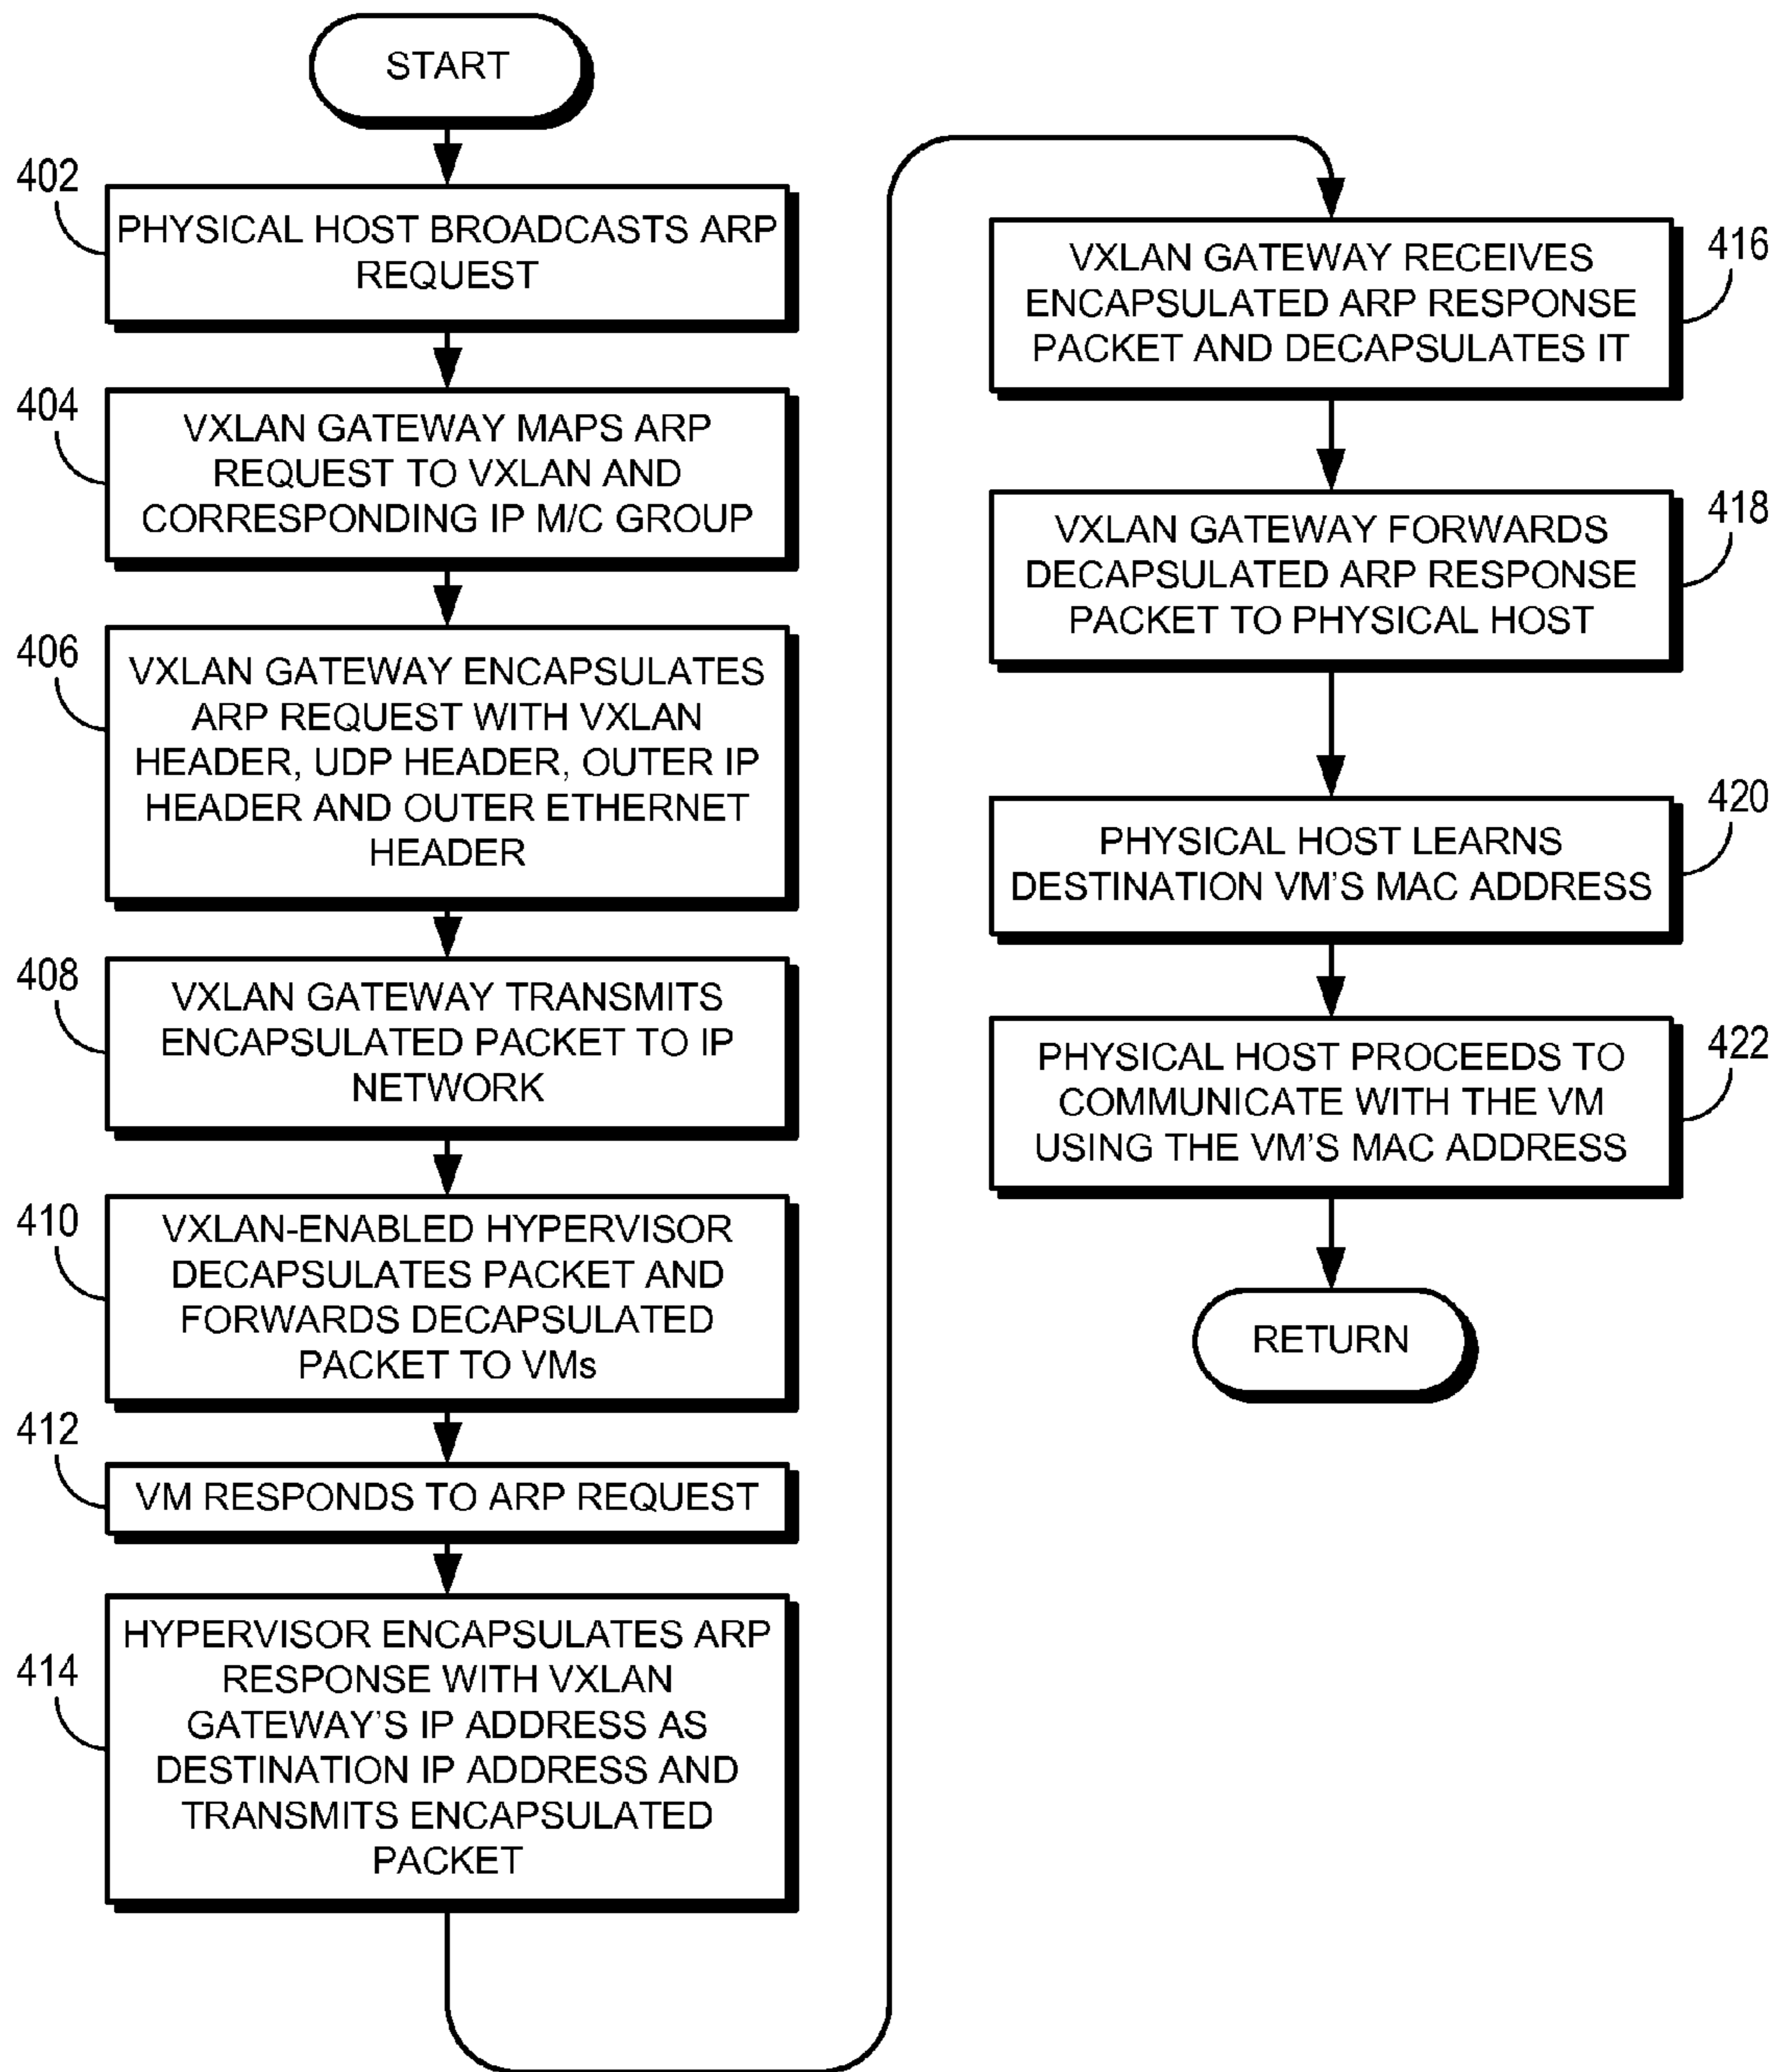 START
402
PHYSICAL HOST BROADCASTS ARP
REQUEST
404
VXLAN GATEWAY MAPS ARP
REQUEST TO VXLAN AND
CORRESPONDING IP M/C GROUP
406
VXLAN GATEWAY ENCAPSULATES
ARP REQUEST WITH VXLAN
HEADER, UDP HEADER, OUTER IP
HEADER AND OUTER ETHERNET
HEADER
408
VXLAN GATEWAY TRANSMITS
ENCAPSULATED PACKET TO IP
NETWORK
410
VXLAN-ENABLED HYPERVISOR
DECAPSULATES PACKET AND
FORWARDS DECAPSULATED
PACKET TO VMs
412
VM RESPONDS TO ARP REQUEST
414
HYPERVISOR ENCAPSULATES ARP
RESPONSE WITH VXLAN
GATEWAY'S IP ADDRESS AS
DESTINATION IP ADDRESS AND
TRANSMITS ENCAPSULATED
PACKET
416
VXLAN GATEWAY RECEIVES
ENCAPSULATED ARP RESPONSE
PACKET AND DECAPSULATES IT
418
VXLAN GATEWAY FORWARDS
DECAPSULATED ARP RESPONSE
PACKET TO PHYSICAL HOST
420
PHYSICAL HOST LEARNS
DESTINATION VM'S MAC ADDRESS
422
PHYSICAL HOST PROCEEDS TO
COMMUNICATE WITH THE VM
USING THE VM'S MAC ADDRESS
RETURN